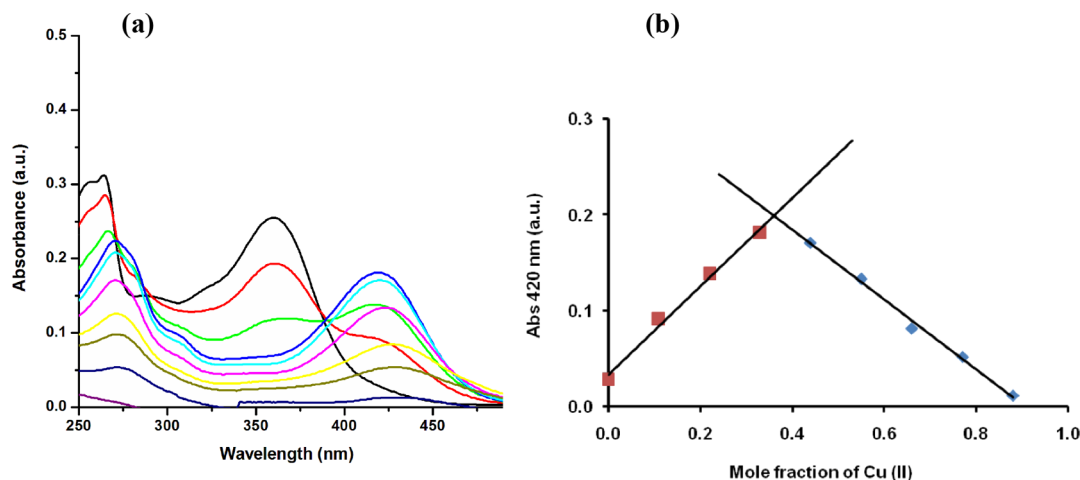 (a)
0.5
0.4
0.3
0.2
0.1
0.0
Absorbance (a.u.)
250 300 350 400 450
Wavelength (nm)
(b)
0.3
0.2
0.1
0.0
Abs 420 nm (a.u.)
0.0 0.2 0.4 0.6 0.8 1.0
Mole fraction of Cu (II)